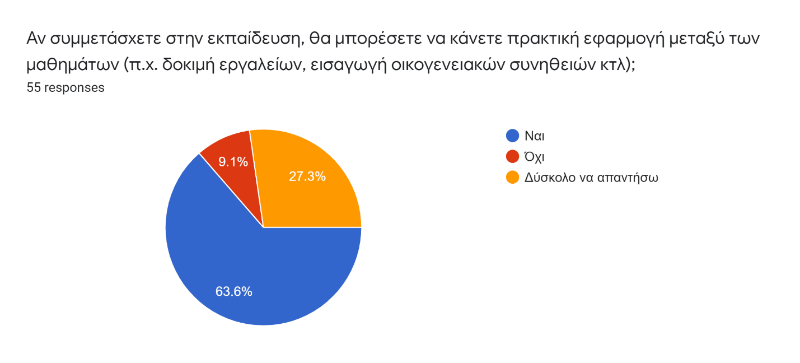 Αν συμμετάσχετε στην εκπαίδευση, θα μπορέσετε να κάνετε πρακτική εφαρμογή μεταξύ των
μαθημάτων (π.χ. δοκιμή εργαλείων, εισαγωγή οικογενειακών συνηθειών κτλ);
55 responses
Ναι
Όχι
Δύσκολο να απαντήσω
9.1%
27.3%
63.6%